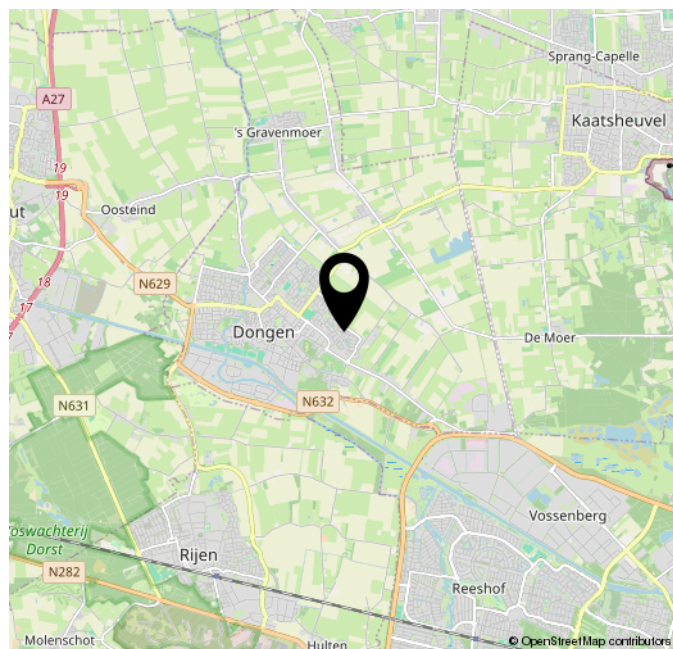 Sprang-Capelle
A27
Kaatsheuvel
's Gravenmoer
19
19
Oosteind
ut
18
N629
17
Dongen
De Moer
N631
N632
Vossenberg
oswachterij
Dorst
Rijen
N282
Reeshof
Molenschot
Hulten
© OpenStreetMap contributors